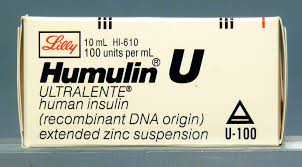 Lilly
10 mL HI-610
100 units per mL
Humulin® U
ULTRALENTE®
human insulin
(recombinant DNA origin)
extended zinc suspension
U-100